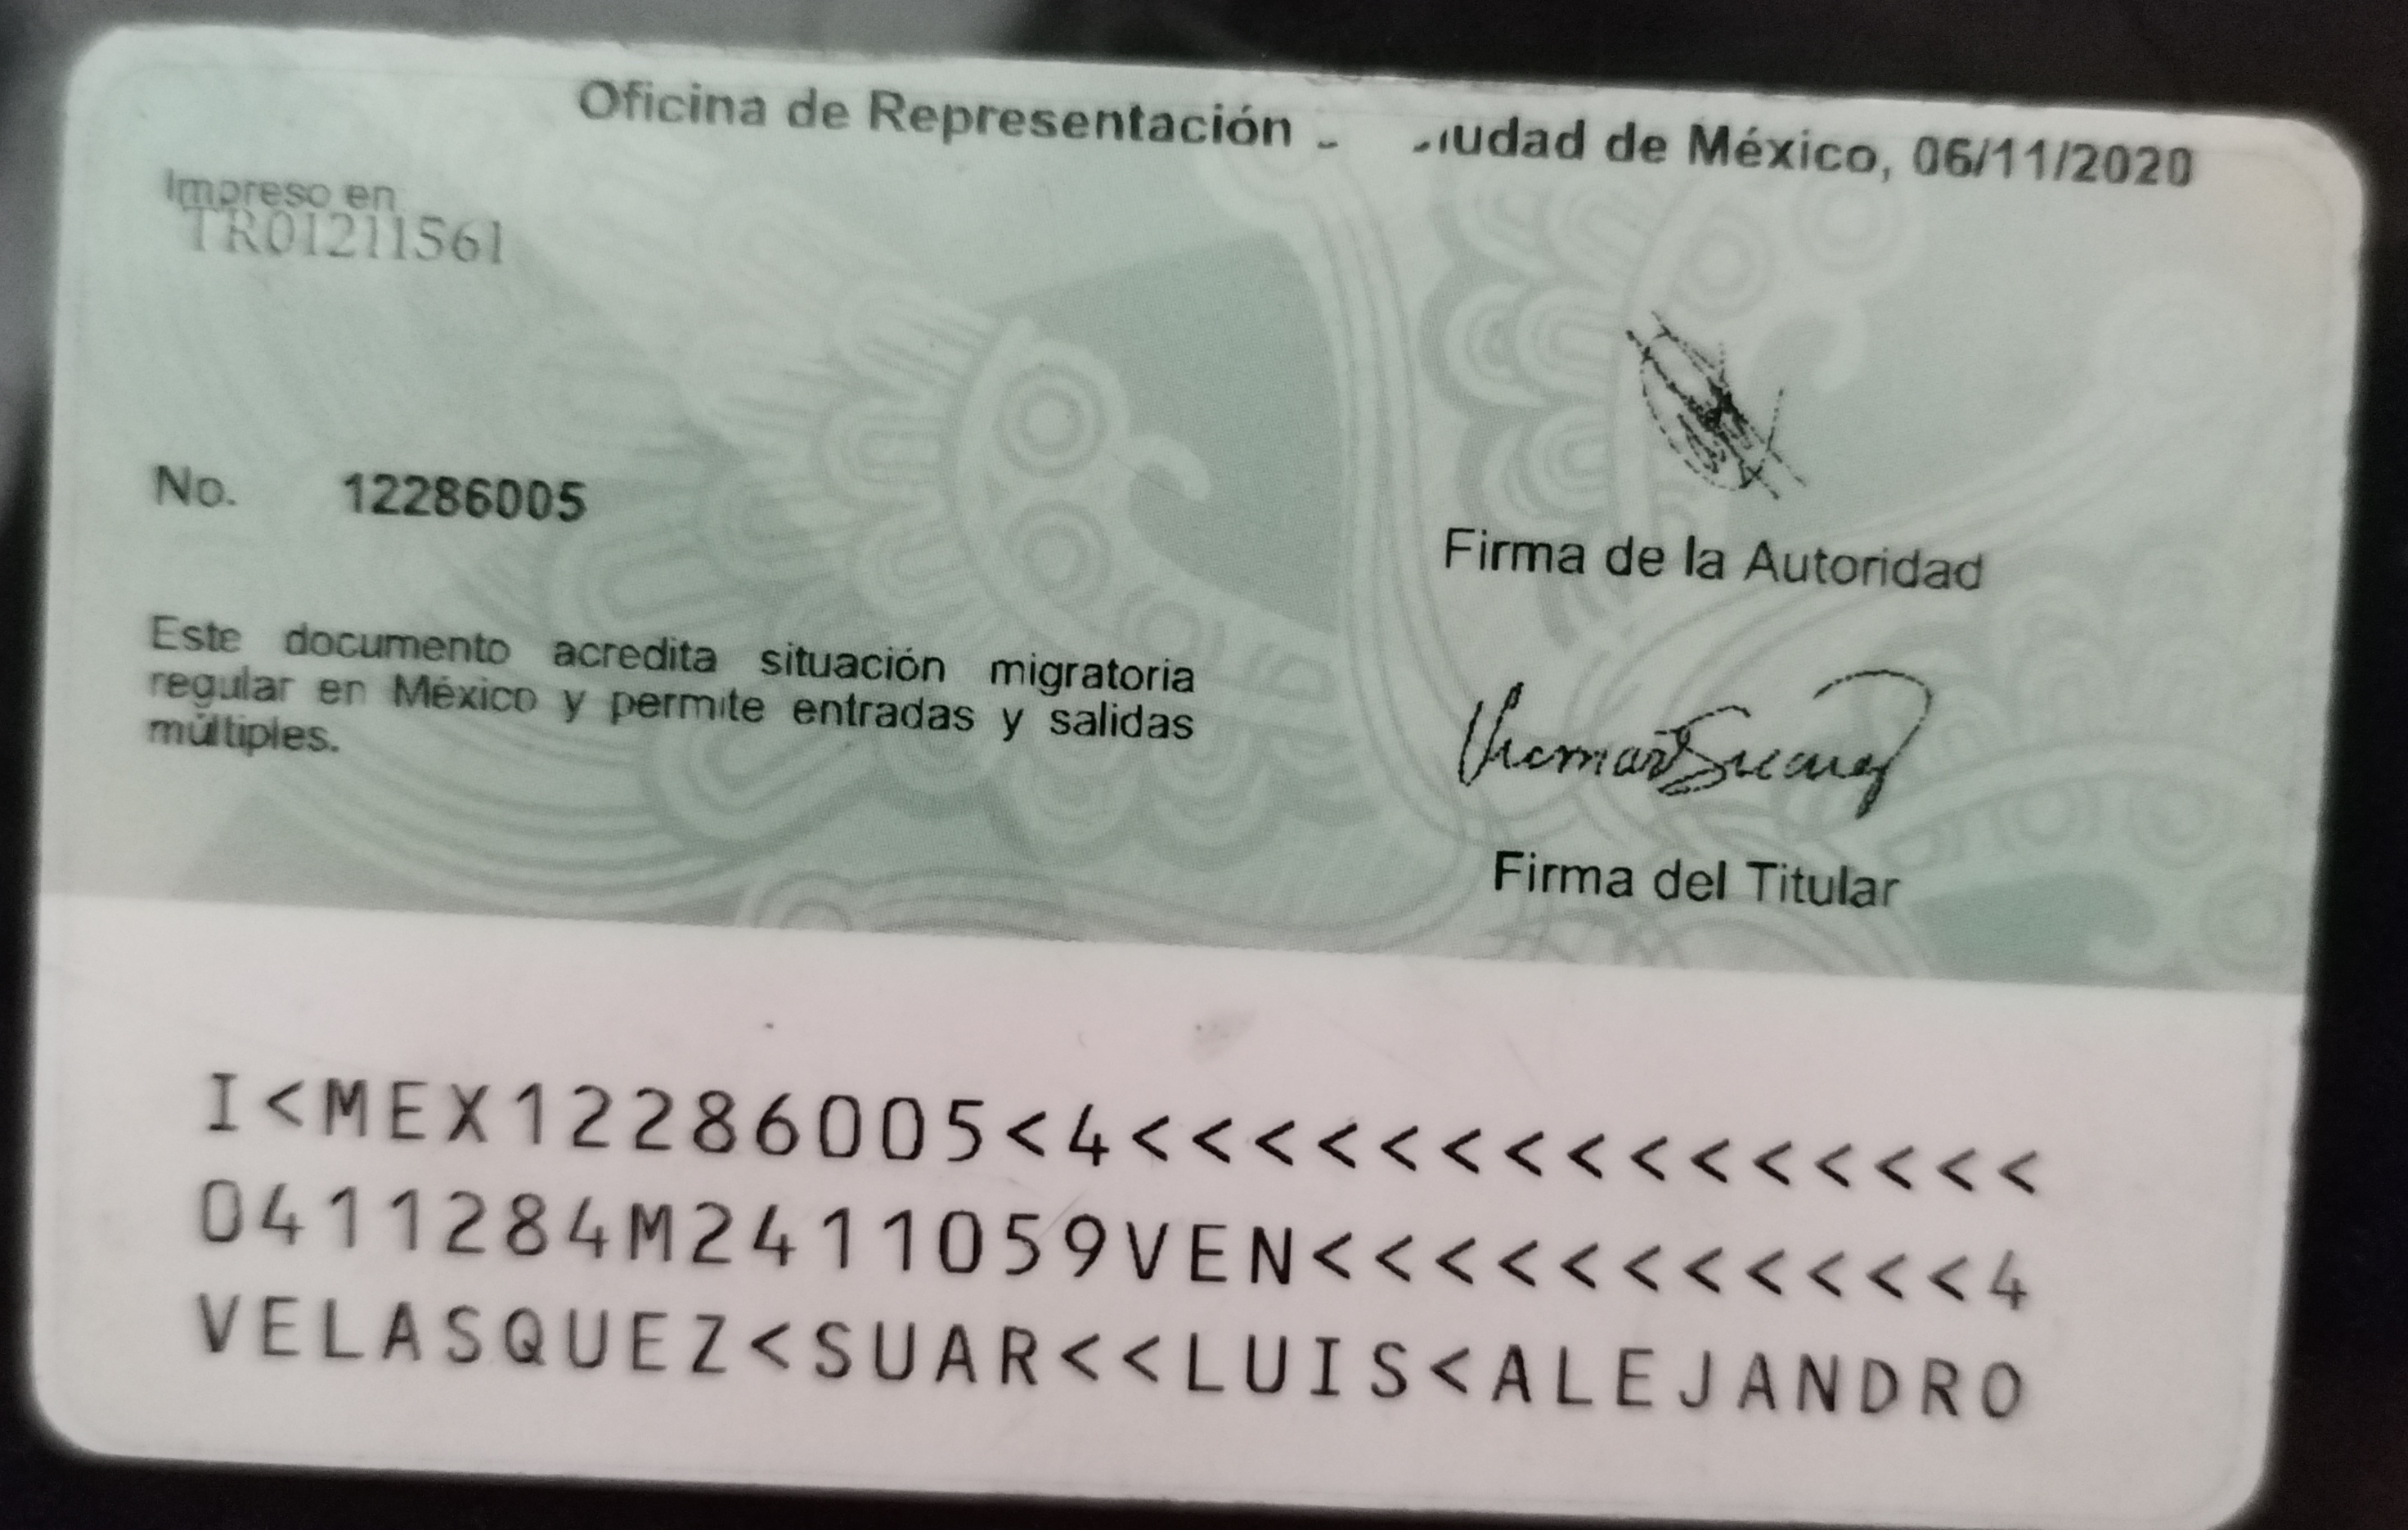 Oficina de Representación iudad de México, 06/11/2020
Impreso en
TR01211561
No. 12286005
Firma de la Autoridad
Este documento acredita situación migratoria
regular en México y permite entradas y salidas
múltiples.
Firma del Titular
I<MEX12286005<4<<<<<<<<<<<<<<<
0411284M2411059VEN<<<<<<<<<<<4
VELASQUEZ<SUAR<<LUIS<ALEJANDRO